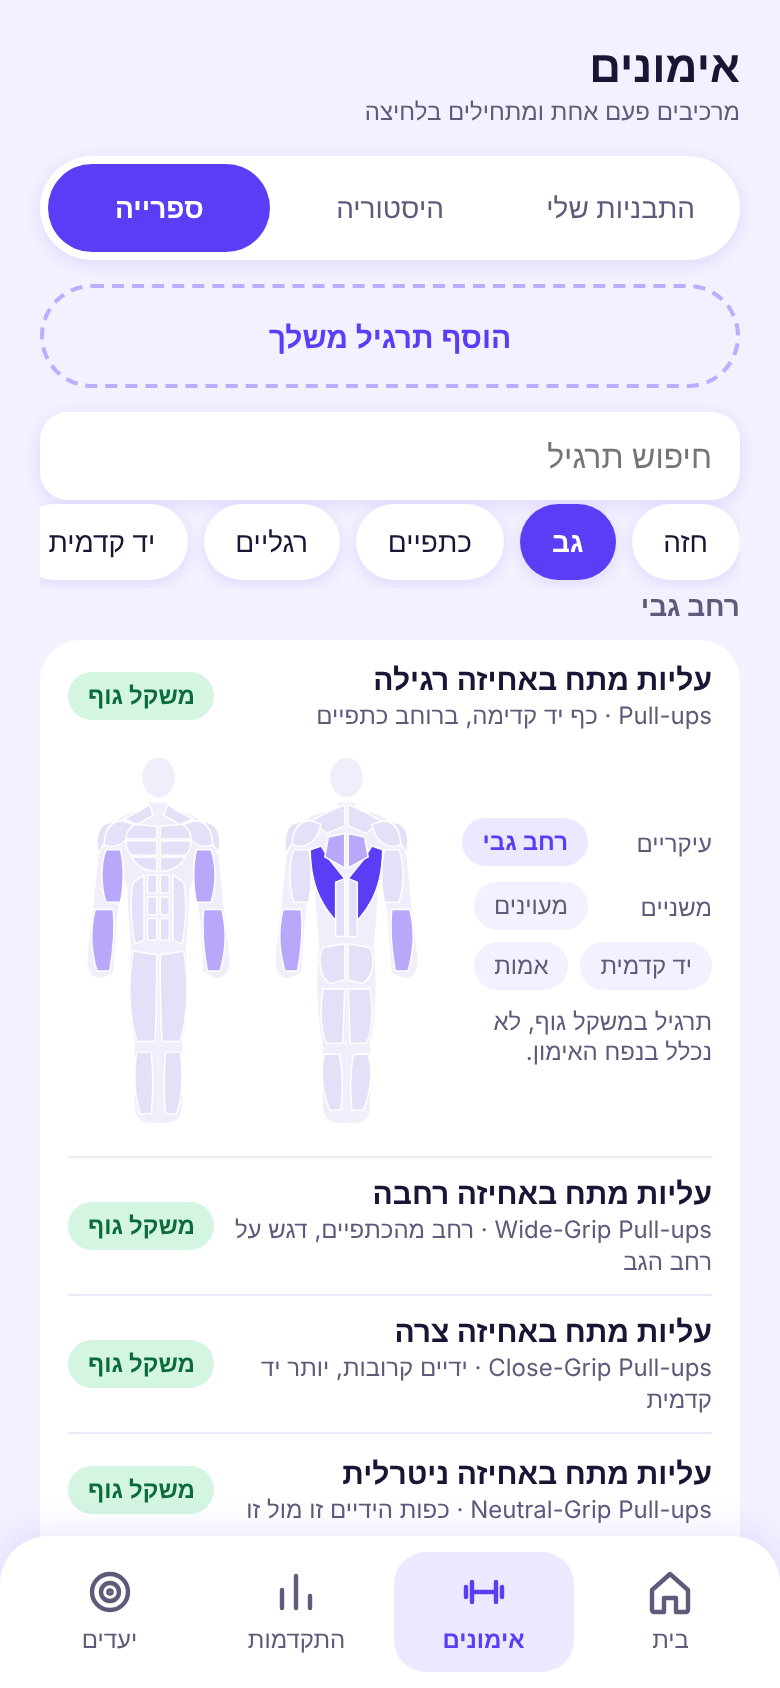 אימונים
מרכיבים פעם אחת ומתחילים בלחיצה
התבניות שלי
היסטוריה
ספרייה
הוסף תרגיל משלך
חיפוש תרגיל
חזה
גב
כתפיים
רגליים
יד קדמית
רחב גבי
עליות מתח באחיזה רגילה
Pull-ups · כף יד קדימה, ברוחב כתפיים
משקל גוף
עיקריים
רחב גבי
משניים
מעוינים
יד קדמית
אמות
תרגיל במשקל גוף, לא
נכלל בנפח האימון.
עליות מתח באחיזה רחבה
Wide-Grip Pull-ups · רחב מהכתפיים, דגש על
רחב הגב
משקל גוף
עליות מתח באחיזה צרה
Close-Grip Pull-ups · ידיים קרובות, יותר יד
קדמית
משקל גוף
עליות מתח באחיזה ניטרלית
Neutral-Grip Pull-ups · כפות הידיים זו מול זו
משקל גוף
בית
אימונים
התקדמות
יעדים